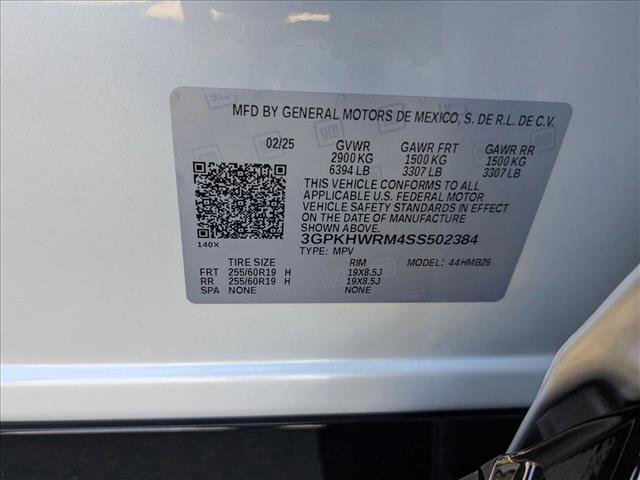 MFD BY GENERAL MOTORS DE MEXICO, S. DE R.L. DE C.V.
02/25 GVWR GAWR FRT GAWR RR
2900 KG 1500 KG 1500 KG
6394 LB 3307 LB 3307 LB
THIS VEHICLE CONFORMS TO ALL
APPLICABLE U.S. FEDERAL MOTOR
VEHICLE SAFETY STANDARDS IN EFFECT
ON THE DATE OF MANUFACTURE
SHOWN ABOVE.
3GPKHWRM4SS502384
140X
TYPE: MPV MODEL: 44HMB26
TIRE SIZE RIM
FRT 255/60R19 H 19X8.5J
RR 255/60R19 H 19X8.5J
SPA NONE NONE